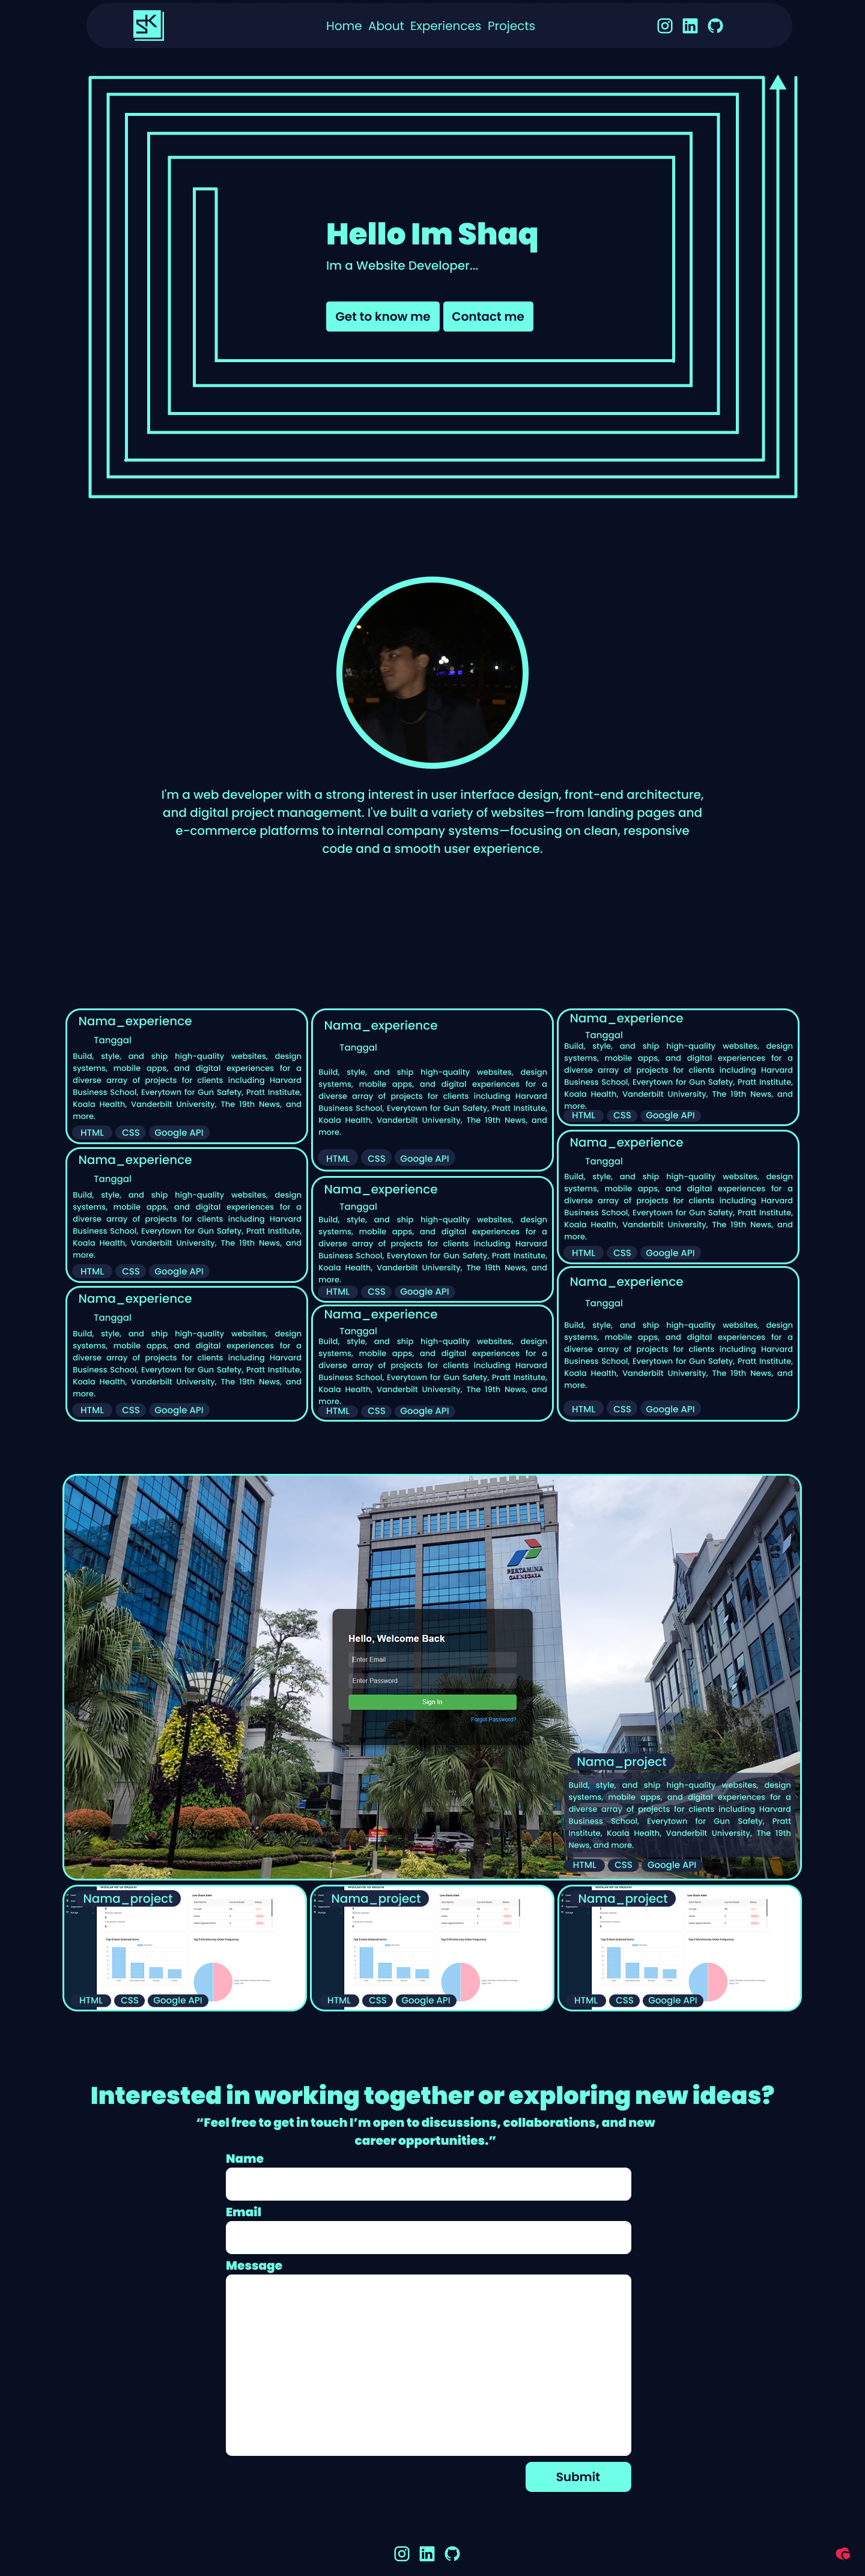 SK
Home About Experiences Projects
Hello Im Shaq
Im a Website Developer...
Get to know me
Contact me
I'm a web developer with a strong interest in user interface design, front-end architecture,
and digital project management. I've built a variety of websites—from landing pages and
e-commerce platforms to internal company systems—focusing on clean, responsive
code and a smooth user experience.
Nama_experience
Tanggal
Build, style, and ship high-quality websites, design
systems, mobile apps, and digital experiences for a
diverse array of projects for clients including Harvard
Business School, Everytown for Gun Safety, Pratt Institute,
Koala Health, Vanderbilt University, The 19th News, and
more.
HTML CSS Google API
Nama_experience
Tanggal
Build, style, and ship high-quality websites, design
systems, mobile apps, and digital experiences for a
diverse array of projects for clients including Harvard
Business School, Everytown for Gun Safety, Pratt Institute,
Koala Health, Vanderbilt University, The 19th News, and
more.
HTML CSS Google API
Nama_experience
Tanggal
Build, style, and ship high-quality websites, design
systems, mobile apps, and digital experiences for a
diverse array of projects for clients including Harvard
Business School, Everytown for Gun Safety, Pratt Institute,
Koala Health, Vanderbilt University, The 19th News, and
more.
HTML CSS Google API
Nama_experience
Tanggal
Build, style, and ship high-quality websites, design
systems, mobile apps, and digital experiences for a
diverse array of projects for clients including Harvard
Business School, Everytown for Gun Safety, Pratt Institute,
Koala Health, Vanderbilt University, The 19th News, and
more.
HTML CSS Google API
Nama_experience
Tanggal
Build, style, and ship high-quality websites, design
systems, mobile apps, and digital experiences for a
diverse array of projects for clients including Harvard
Business School, Everytown for Gun Safety, Pratt Institute,
Koala Health, Vanderbilt University, The 19th News, and
more.
HTML CSS Google API
Nama_experience
Tanggal
Build, style, and ship high-quality websites, design
systems, mobile apps, and digital experiences for a
diverse array of projects for clients including Harvard
Business School, Everytown for Gun Safety, Pratt Institute,
Koala Health, Vanderbilt University, The 19th News, and
more.
HTML CSS Google API
Nama_experience
Tanggal
Build, style, and ship high-quality websites, design
systems, mobile apps, and digital experiences for a
diverse array of projects for clients including Harvard
Business School, Everytown for Gun Safety, Pratt Institute,
Koala Health, Vanderbilt University, The 19th News, and
more.
HTML CSS Google API
Nama_experience
Tanggal
Build, style, and ship high-quality websites, design
systems, mobile apps, and digital experiences for a
diverse array of projects for clients including Harvard
Business School, Everytown for Gun Safety, Pratt Institute,
Koala Health, Vanderbilt University, The 19th News, and
more.
HTML CSS Google API
Nama_experience
Tanggal
Build, style, and ship high-quality websites, design
systems, mobile apps, and digital experiences for a
diverse array of projects for clients including Harvard
Business School, Everytown for Gun Safety, Pratt Institute,
Koala Health, Vanderbilt University, The 19th News, and
more.
HTML CSS Google API
PERTAMINA
GAS NEGARA
Hello, Welcome Back
Enter Email
Enter Password
Sign In
Forgot Password?
Nama_project
Build, style, and ship high-quality websites, design
systems, mobile apps, and digital experiences for a
diverse array of projects for clients including Harvard
Business School, Everytown for Gun Safety, Pratt
Institute, Koala Health, Vanderbilt University, The 19th
News, and more.
HTML CSS Google API
Nama_project
Low Stock Alert
HTML CSS Google API
Nama_project
Low Stock Alert
HTML CSS Google API
Nama_project
Low Stock Alert
HTML CSS Google API
Interested in working together or exploring new ideas?
“Feel free to get in touch I’m open to discussions, collaborations, and new
career opportunities.”
Name
Email
Message
Submit